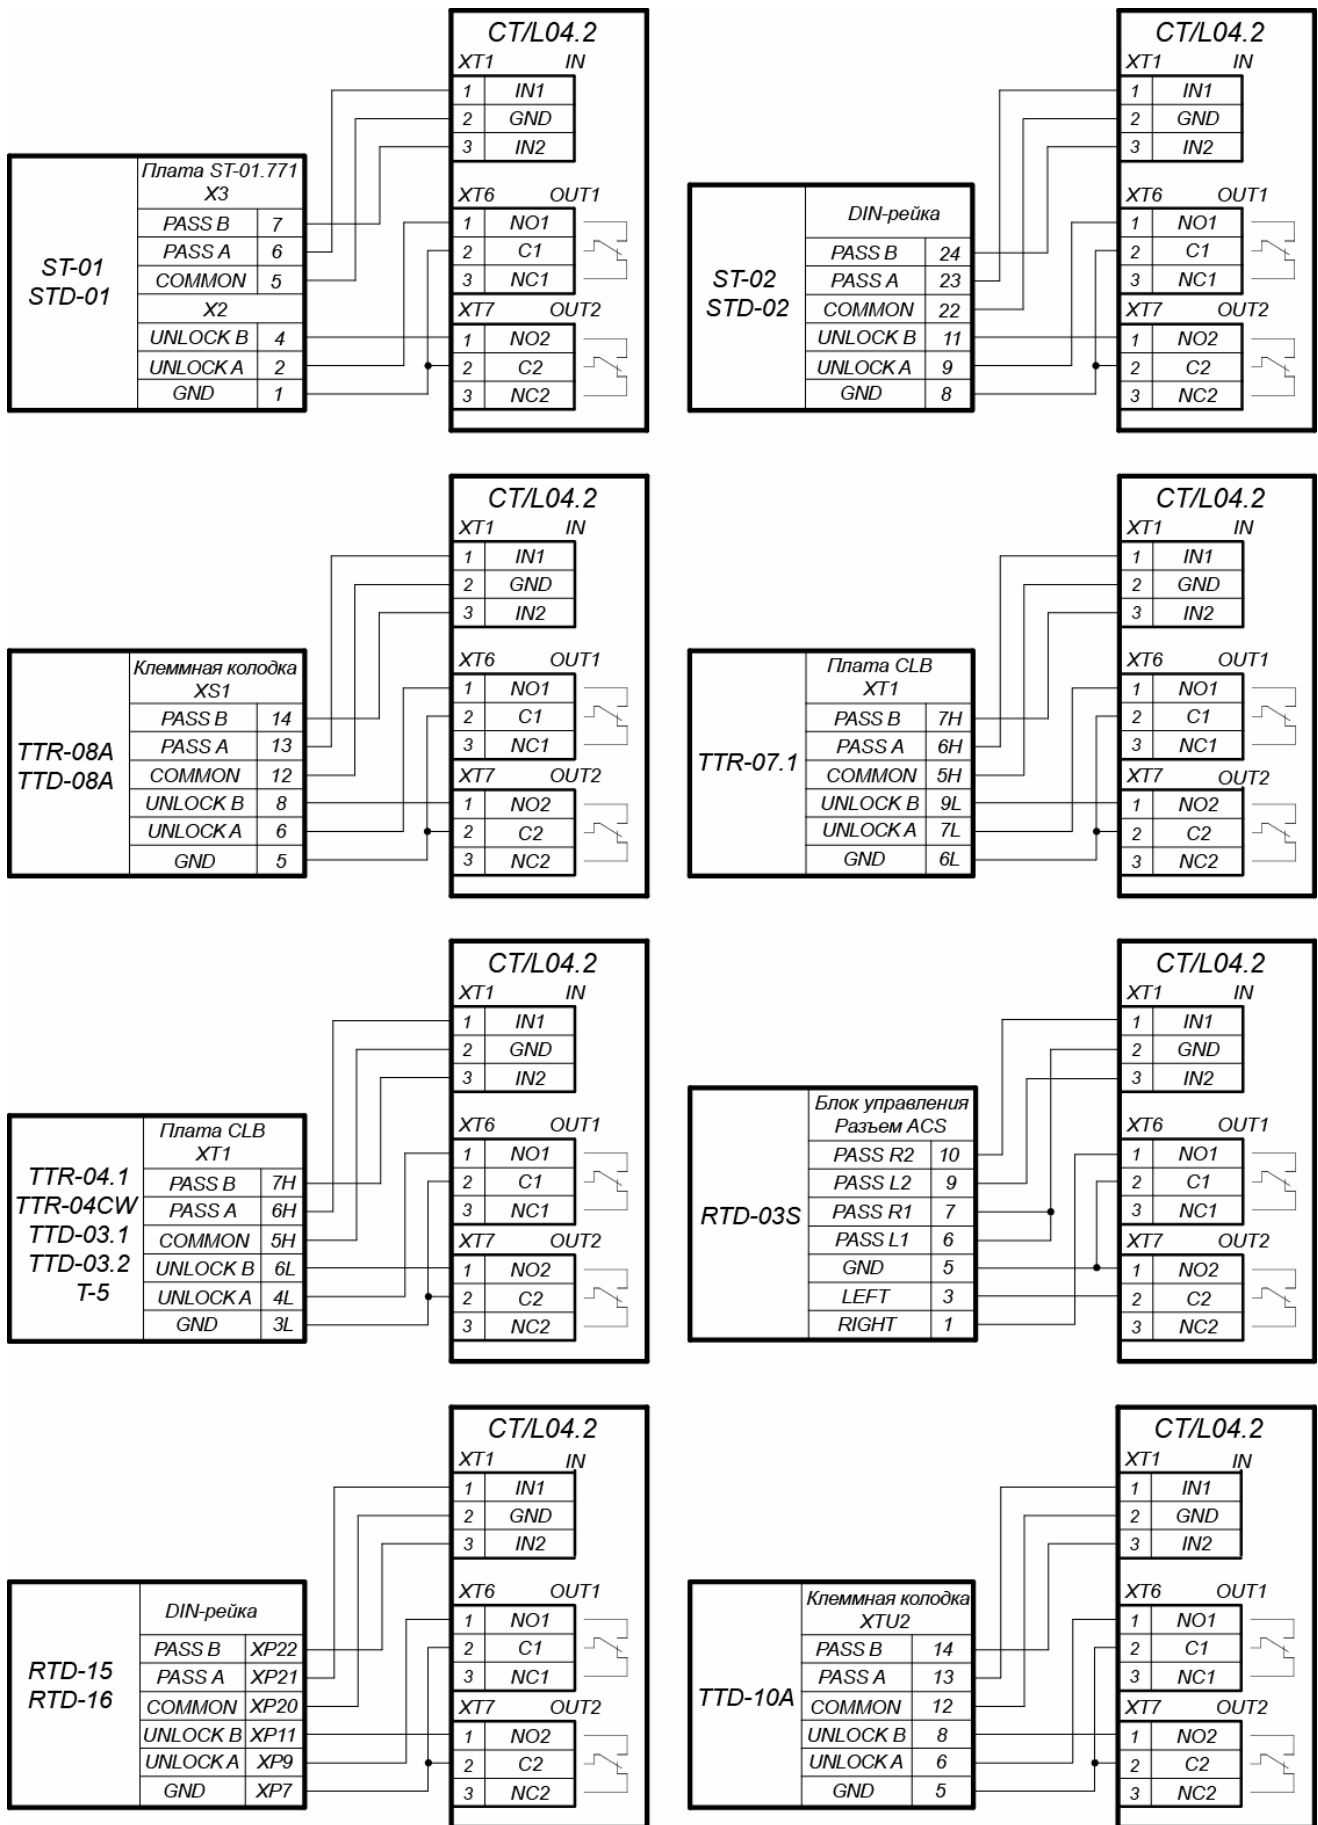 CT/L04.2
XT1 IN
1 IN1
2 GND
3 IN2
XT6 OUT1
1 NO1
2 C1
3 NC1
XT7 OUT2
1 NO2
2 C2
3 NC2
ST-01
STD-01
Плата ST-01.771
X3
PASS B 7
PASS A 6
COMMON 5
X2
UNLOCK B 4
UNLOCK A 2
GND 1
CT/L04.2
XT1 IN
1 IN1
2 GND
3 IN2
XT6 OUT1
1 NO1
2 C1
3 NC1
XT7 OUT2
1 NO2
2 C2
3 NC2
ST-02
STD-02
DIN-рейка
PASS B 24
PASS A 23
COMMON 22
UNLOCK B 11
UNLOCK A 9
GND 8
CT/L04.2
XT1 IN
1 IN1
2 GND
3 IN2
XT6 OUT1
1 NO1
2 C1
3 NC1
XT7 OUT2
1 NO2
2 C2
3 NC2
TTR-08A
TTD-08A
Клеммная колодка
XS1
PASS B 14
PASS A 13
COMMON 12
UNLOCK B 8
UNLOCK A 6
GND 5
CT/L04.2
XT1 IN
1 IN1
2 GND
3 IN2
XT6 OUT1
1 NO1
2 C1
3 NC1
XT7 OUT2
1 NO2
2 C2
3 NC2
TTR-07.1
Плата CLB
XT1
PASS B 7H
PASS A 6H
COMMON 5H
UNLOCK B 9L
UNLOCK A 7L
GND 6L
CT/L04.2
XT1 IN
1 IN1
2 GND
3 IN2
XT6 OUT1
1 NO1
2 C1
3 NC1
XT7 OUT2
1 NO2
2 C2
3 NC2
TTR-04.1
TTR-04CW
TTD-03.1
TTD-03.2
T-5
Плата CLB
XT1
PASS B 7H
PASS A 6H
COMMON 5H
UNLOCK B 6L
UNLOCK A 4L
GND 3L
CT/L04.2
XT1 IN
1 IN1
2 GND
3 IN2
XT6 OUT1
1 NO1
2 C1
3 NC1
XT7 OUT2
1 NO2
2 C2
3 NC2
RTD-03S
Блок управления
Разъем ACS
PASS R2 10
PASS L2 9
PASS R1 7
PASS L1 6
GND 5
LEFT 3
RIGHT 1
CT/L04.2
XT1 IN
1 IN1
2 GND
3 IN2
XT6 OUT1
1 NO1
2 C1
3 NC1
XT7 OUT2
1 NO2
2 C2
3 NC2
RTD-15
RTD-16
DIN-рейка
PASS B XP22
PASS A XP21
COMMON XP20
UNLOCK B XP11
UNLOCK A XP9
GND XP7
CT/L04.2
XT1 IN
1 IN1
2 GND
3 IN2
XT6 OUT1
1 NO1
2 C1
3 NC1
XT7 OUT2
1 NO2
2 C2
3 NC2
TTD-10A
Клеммная колодка
XTU2
PASS B 14
PASS A 13
COMMON 12
UNLOCK B 8
UNLOCK A 6
GND 5